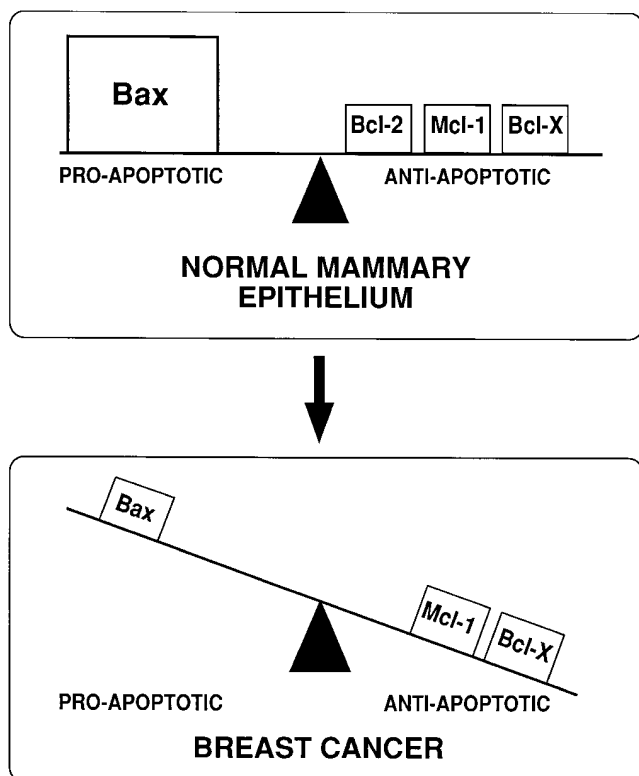 Bax
Bcl-2 Mcl-1 Bcl-X
PRO-APOPTOTIC ANTI-APOPTOTIC
NORMAL MAMMARY
EPITHELIUM
Bax
Mcl-1 Bcl-X
PRO-APOPTOTIC ANTI-APOPTOTIC
BREAST CANCER